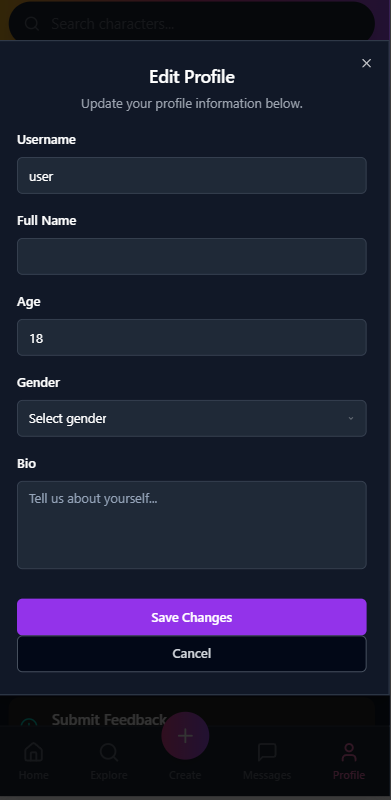 Search characters...
Edit Profile
Update your profile information below.
Username
user
Full Name
Age
18
Gender
Select gender
Bio
Tell us about yourself...
Save Changes
Cancel
Submit Feedback
Home
Explore
Create
Messages
Profile